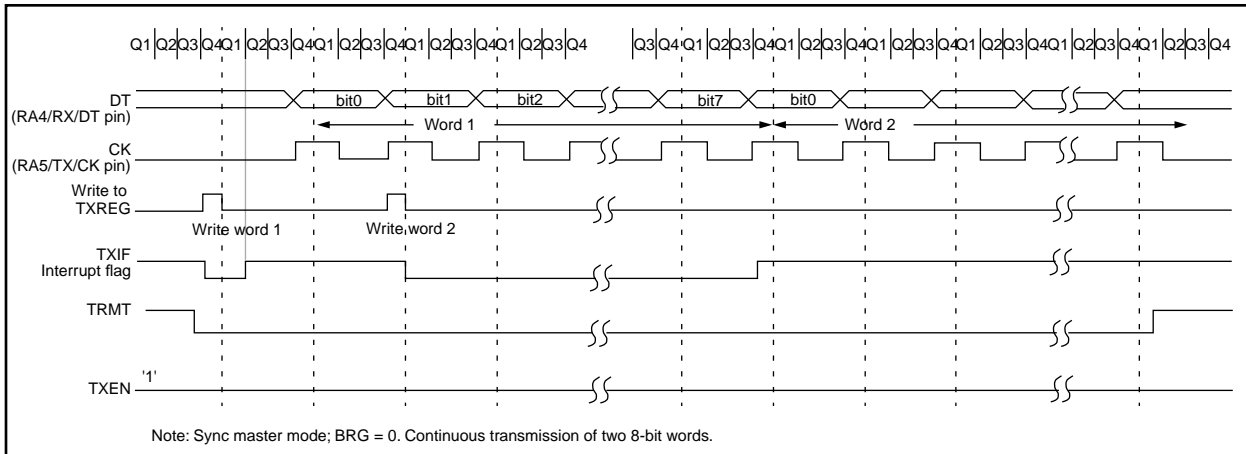 Q1 Q2 Q3 Q4 Q1 Q2 Q3 Q4 Q1 Q2 Q3 Q4 Q1 Q2 Q3 Q4 Q1 Q2 Q3 Q4 Q3 Q4 Q1 Q2 Q3 Q4 Q1 Q2 Q3 Q4 Q1 Q2 Q3 Q4 Q1 Q2 Q3 Q4 Q1 Q2 Q3 Q4 Q1 Q2 Q3 Q4
DT
(RA4/RX/DT pin)
bit0 bit1 bit2 bit7 bit0
Word 1 Word 2
CK
(RA5/TX/CK pin)
Write to
TXREG
Write word 1 Write word 2
TXIF
Interrupt flag
TRMT
'1'
TXEN
Note: Sync master mode; BRG = 0. Continuous transmission of two 8-bit words.